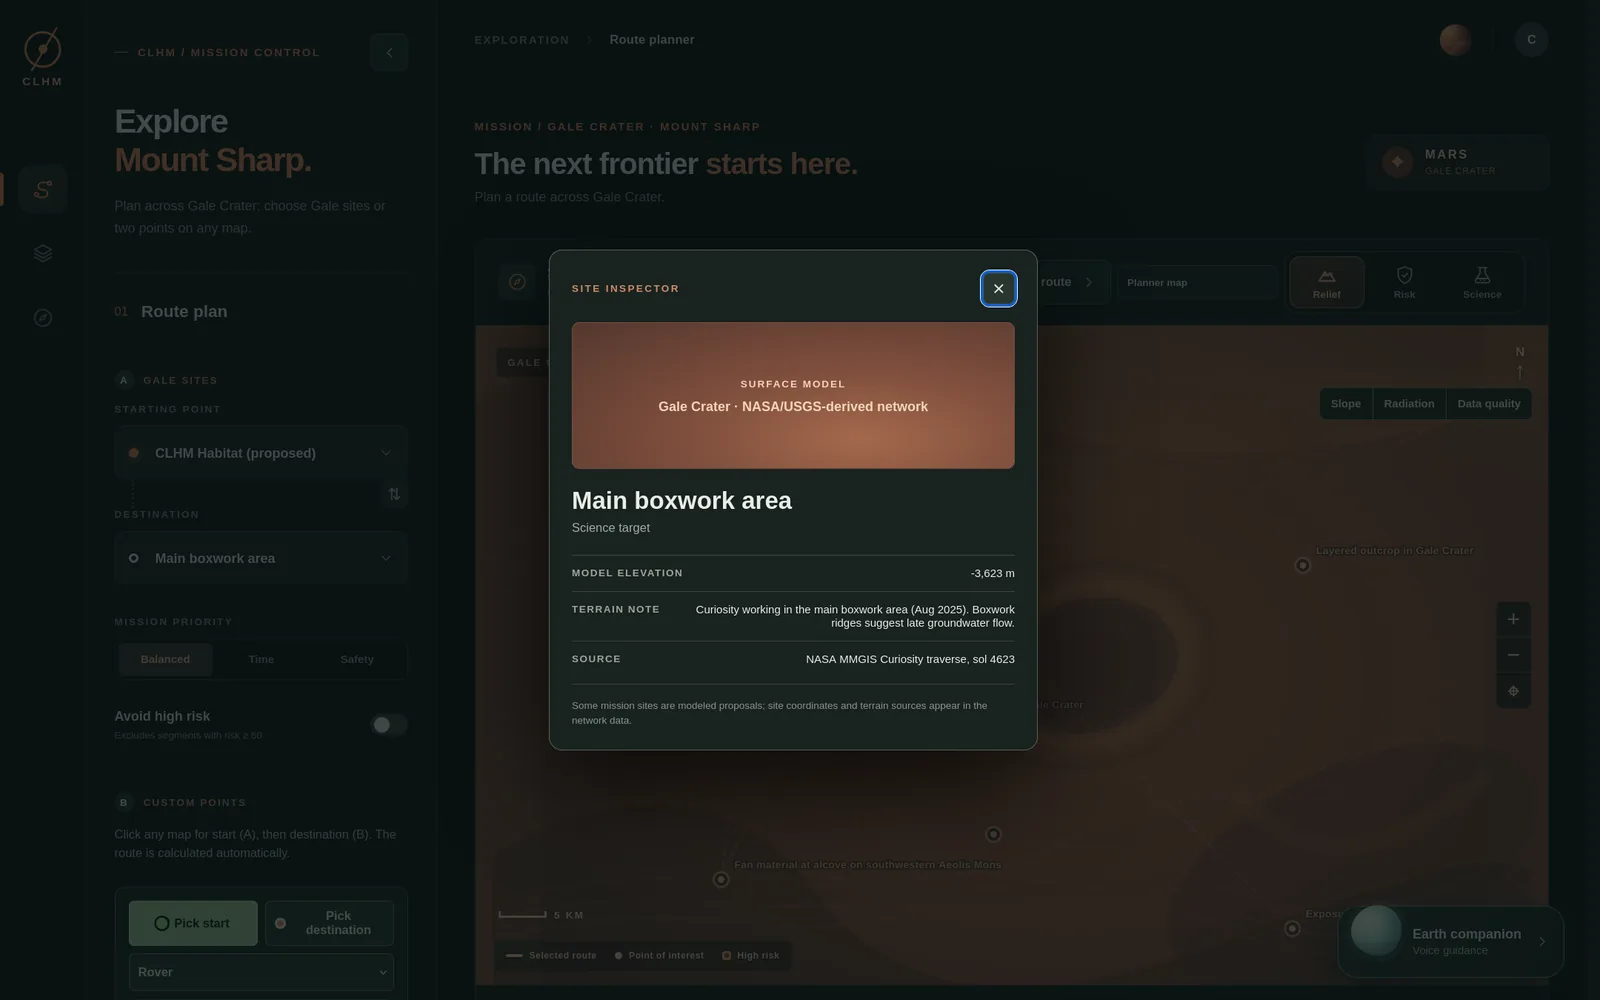 CLHM
— CLHM / MISSION CONTROL
Explore
Mount Sharp.
Plan across Gale Crater: choose Gale sites or
two points on any map.
01 Route plan
A GALE SITES
STARTING POINT
CLHM Habitat (proposed)
DESTINATION
Main boxwork area
MISSION PRIORITY
Balanced Time Safety
Avoid high risk
Excludes segments with risk ≥ 60
B CUSTOM POINTS
Click any map for start (A), then destination (B). The
route is calculated automatically.
Pick start
Pick
destination
Rover
EXPLORATION Route planner
C
MISSION / GALE CRATER · MOUNT SHARP
The next frontier starts here.
Plan a route across Gale Crater.
MARS
GALE CRATER
route
Planner map
Relief Risk Science
GALE
N
Slope Radiation Data quality
SITE INSPECTOR
SURFACE MODEL
Gale Crater · NASA/USGS-derived network
Main boxwork area
Science target
MODEL ELEVATION -3,623 m
TERRAIN NOTE Curiosity working in the main boxwork area (Aug 2025). Boxwork
ridges suggest late groundwater flow.
SOURCE NASA MMGIS Curiosity traverse, sol 4623
Some mission sites are modeled proposals; site coordinates and terrain sources appear in the
network data.
Layered outcrop in Gale Crater
Crater
Fan material at alcove on southwestern Aeolis Mons
5 KM
Selected route Point of interest High risk
Earth companion
Voice guidance